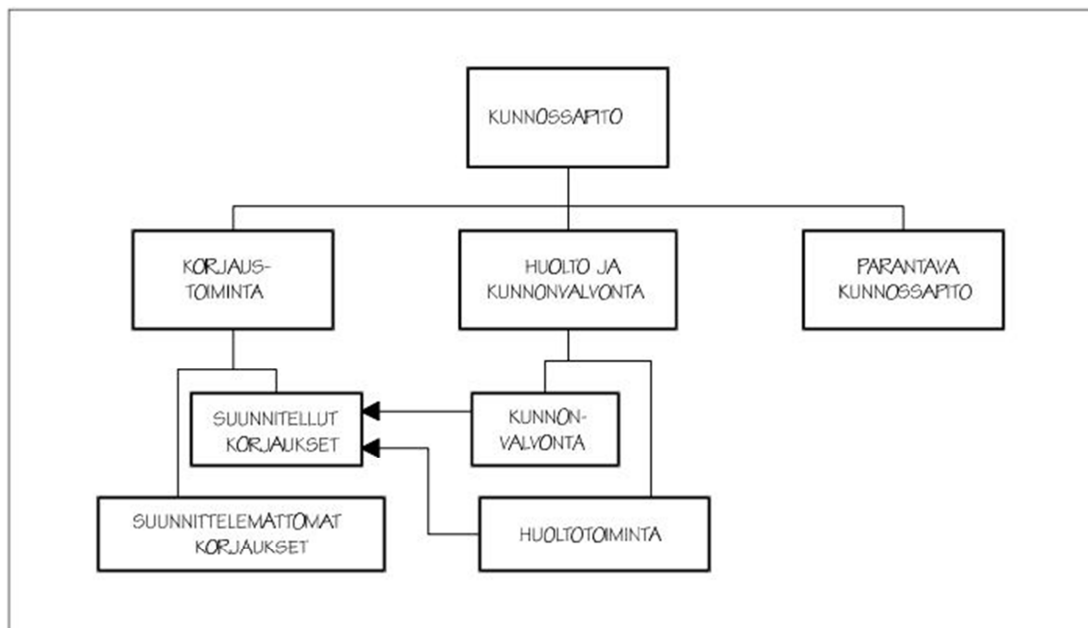 KUNNOSSAPITO
KORJAUS-
TOIMINTA
HUOLTO JA
KUNNONVALVONTA
PARANTAVA
KUNNOSSAPITO
SUUNNITELLUT
KORJAUKSET
KUNNON-
VALVONTA
SUUNNITTELEMATTOMAT
KORJAUKSET
HUOLTOTOIMINTA